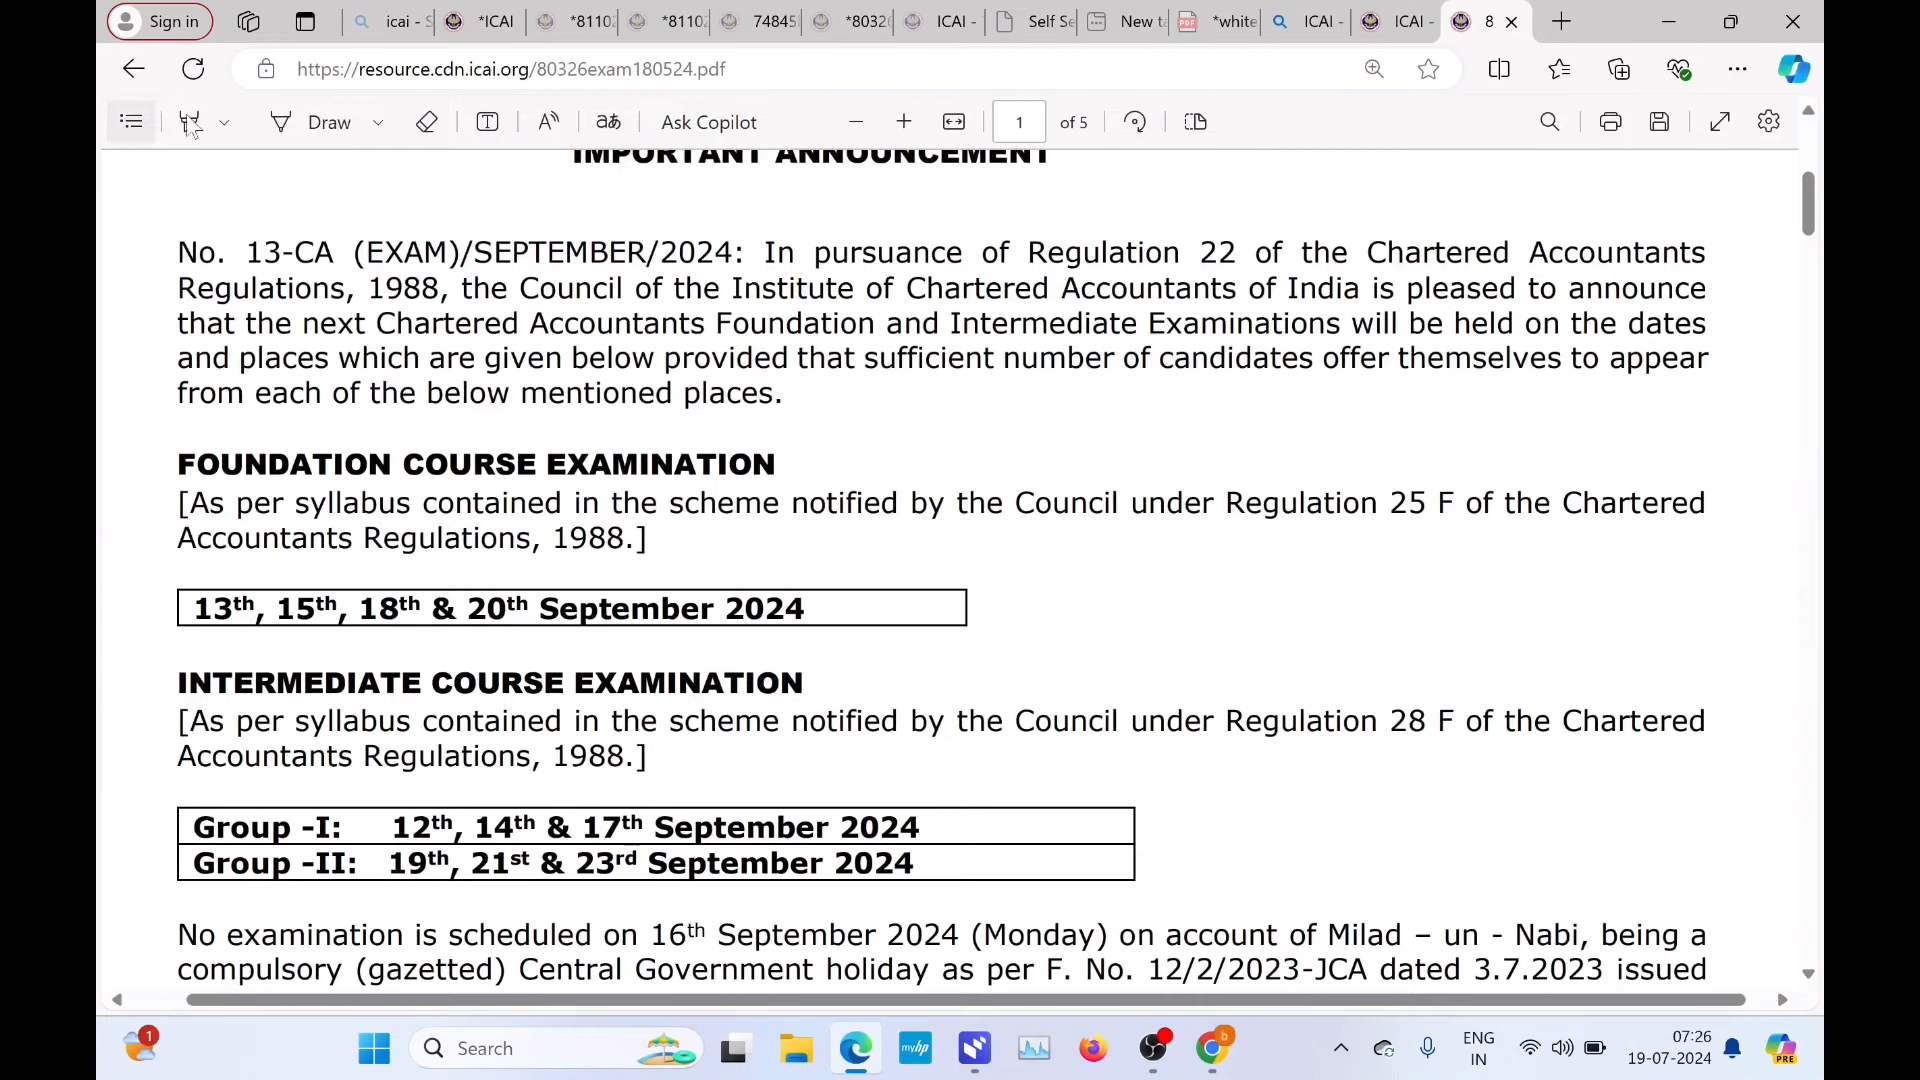 Sign in
icai - S
*ICAI
*8110
*8110
74845
*8032
ICAI -
Self Se
New ta
*white
ICAI -
ICAI -
8
https://resource.cdn.icai.org/80326exam180524.pdf
Draw
Ask Copilot
1
of 5
IMPORTANT ANNOUNCEMENT
No. 13-CA (EXAM)/SEPTEMBER/2024: In pursuance of Regulation 22 of the Chartered Accountants
Regulations, 1988, the Council of the Institute of Chartered Accountants of India is pleased to announce
that the next Chartered Accountants Foundation and Intermediate Examinations will be held on the dates
and places which are given below provided that sufficient number of candidates offer themselves to appear
from each of the below mentioned places.
FOUNDATION COURSE EXAMINATION
[As per syllabus contained in the scheme notified by the Council under Regulation 25 F of the Chartered
Accountants Regulations, 1988.]
13th, 15th, 18th & 20th September 2024
INTERMEDIATE COURSE EXAMINATION
[As per syllabus contained in the scheme notified by the Council under Regulation 28 F of the Chartered
Accountants Regulations, 1988.]
Group -I: 12th, 14th & 17th September 2024
Group -II: 19th, 21st & 23rd September 2024
No examination is scheduled on 16th September 2024 (Monday) on account of Milad – un - Nabi, being a
compulsory (gazetted) Central Government holiday as per F. No. 12/2/2023-JCA dated 3.7.2023 issued
1
Search
myhp
b
ENG
IN
07:26
19-07-2024
PRE